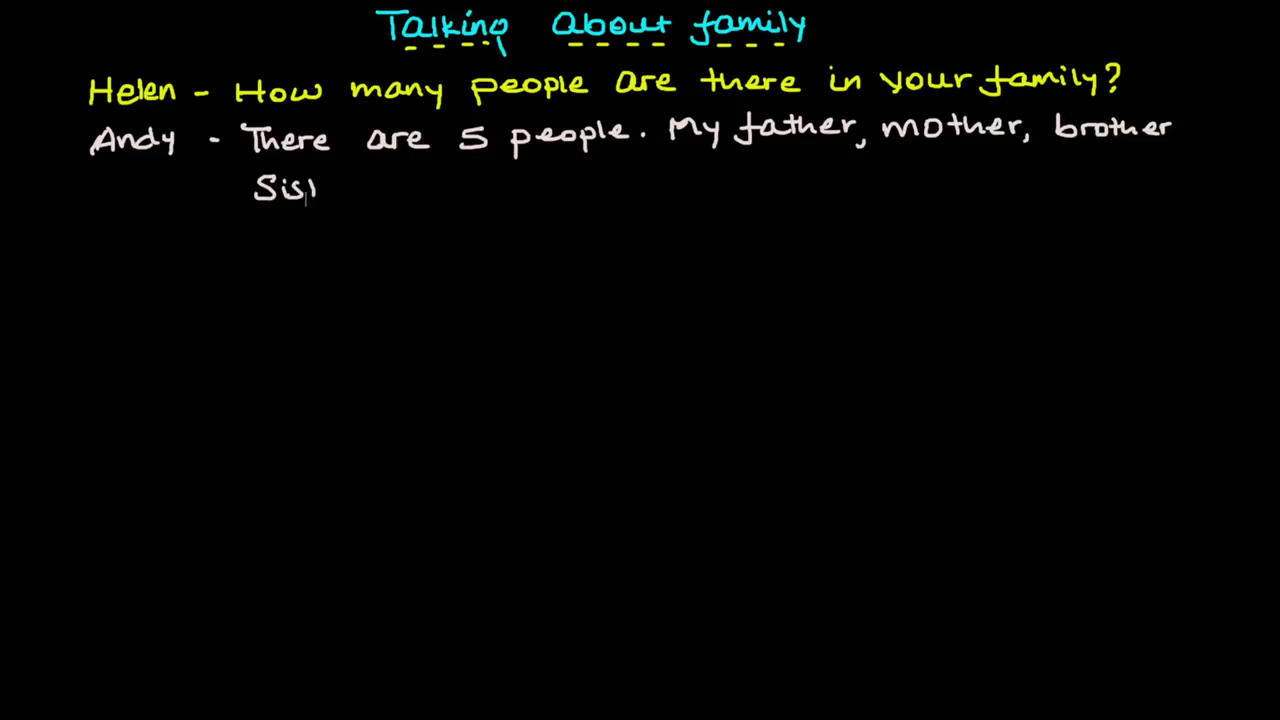 Talking about family
Helen - How many people are there in your family?
Andy - There are 5 people. My father, mother, brother